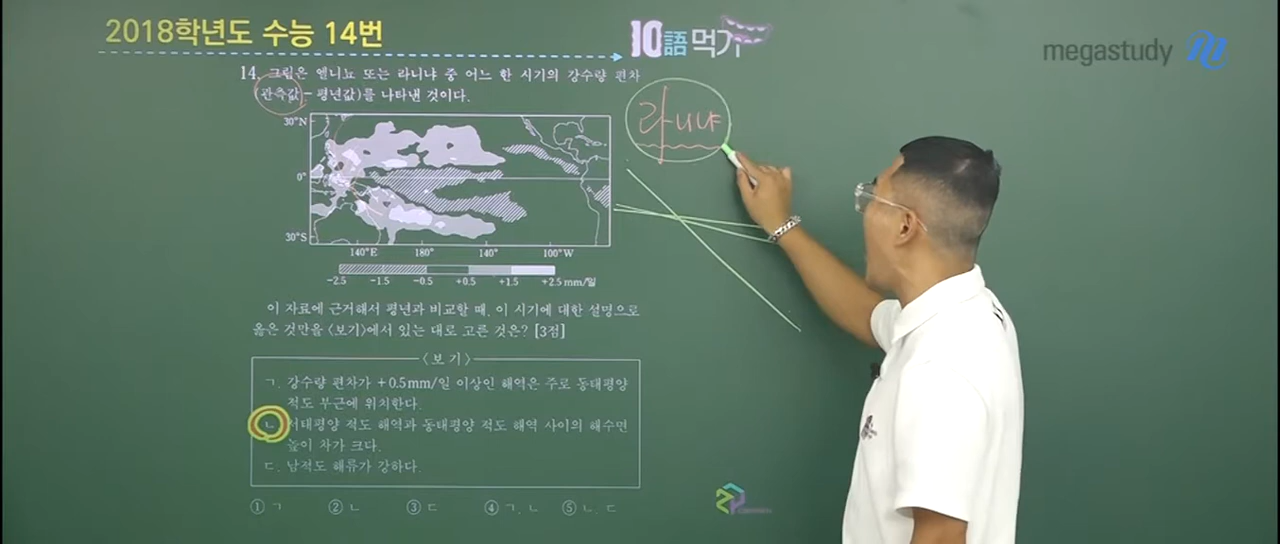 2018학년도 수능 14번
10語먹기
megastudy
14. 그림은 엘니뇨 또는 라니냐 중 어느 한 시기의 강수량 편차
(관측값-평년값)를 나타낸 것이다.
라니냐
30°N
0°
30°S
140°E 180° 140° 100°W
-2.5 -1.5 -0.5 +0.5 +1.5 +2.5 mm/일
이 자료에 근거해서 평년과 비교할 때, 이 시기에 대한 설명으로
옳은 것만을 <보기>에서 있는 대로 고른 것은? [3점]
<보 기>
ㄱ. 강수량 편차가 +0.5mm/일 이상인 해역은 주로 동태평양
적도 부근에 위치한다.
ㄴ 서태평양 적도 해역과 동태평양 적도 해역 사이의 해수면
높이 차가 크다.
ㄷ. 남적도 해류가 강하다.
① ㄱ ② ㄴ ③ ㄷ ④ ㄱ, ㄴ ⑤ ㄴ, ㄷ